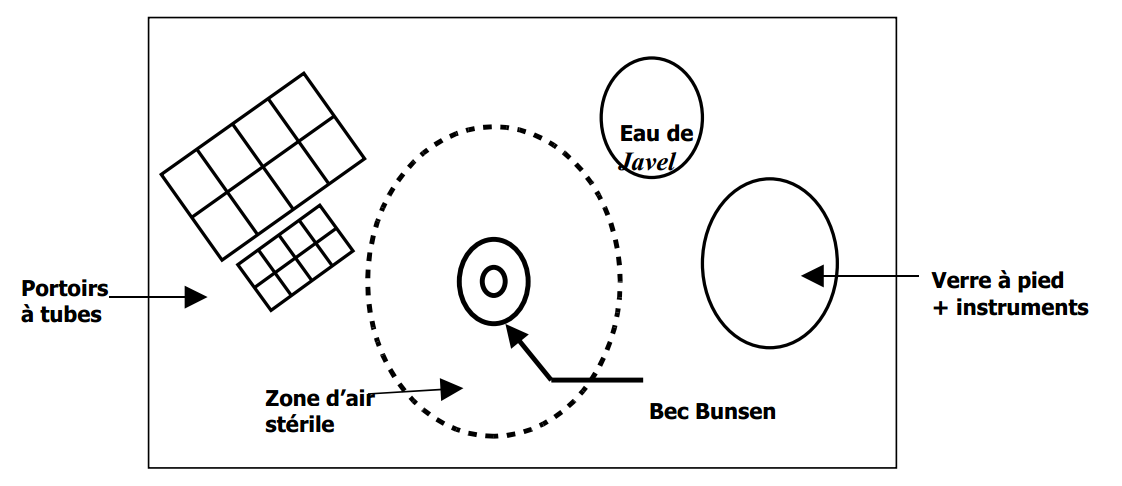 Eau de
Javel
Portoirs
à tubes
Verre à pied
+ instruments
Zone d’air
stérile
Bec Bunsen